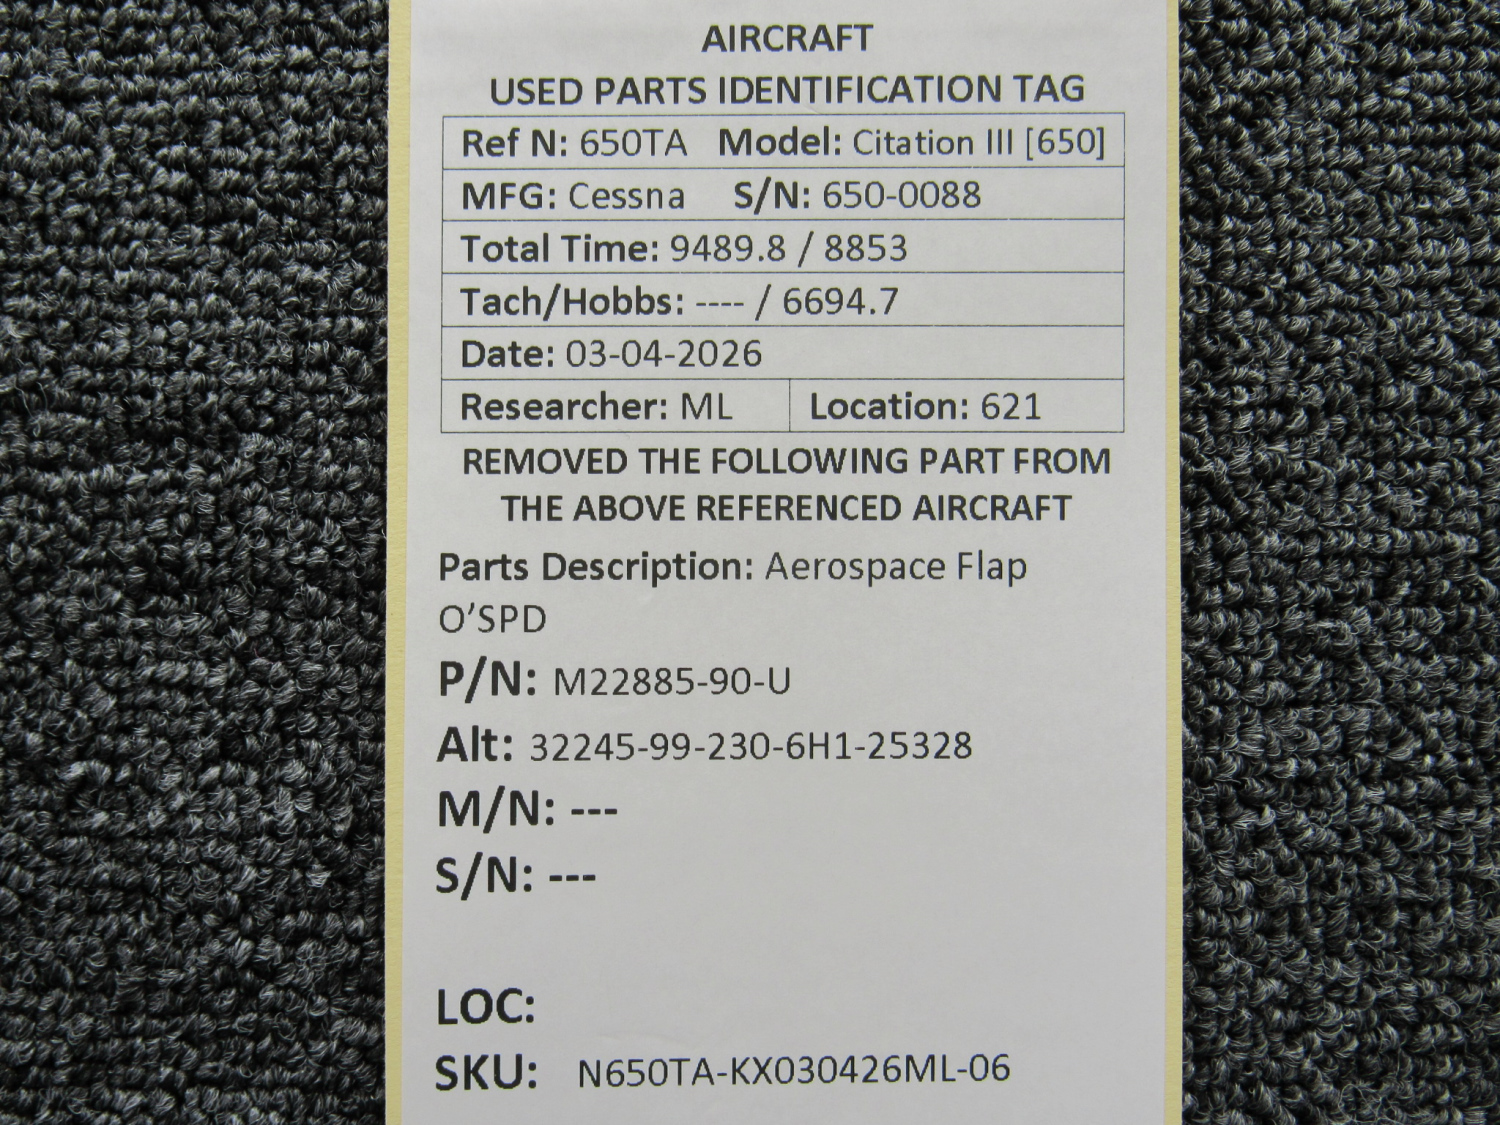 AIRCRAFT
USED PARTS IDENTIFICATION TAG
Ref N: 650TA Model: Citation III [650]
MFG: Cessna S/N: 650-0088
Total Time: 9489.8 / 8853
Tach/Hobbs: ---- / 6694.7
Date: 03-04-2026
Researcher: ML Location: 621
REMOVED THE FOLLOWING PART FROM
THE ABOVE REFERENCED AIRCRAFT
Parts Description: Aerospace Flap
O’SPD
P/N: M22885-90-U
Alt: 32245-99-230-6H1-25328
M/N: ---
S/N: ---
LOC:
SKU: N650TA-KX030426ML-06